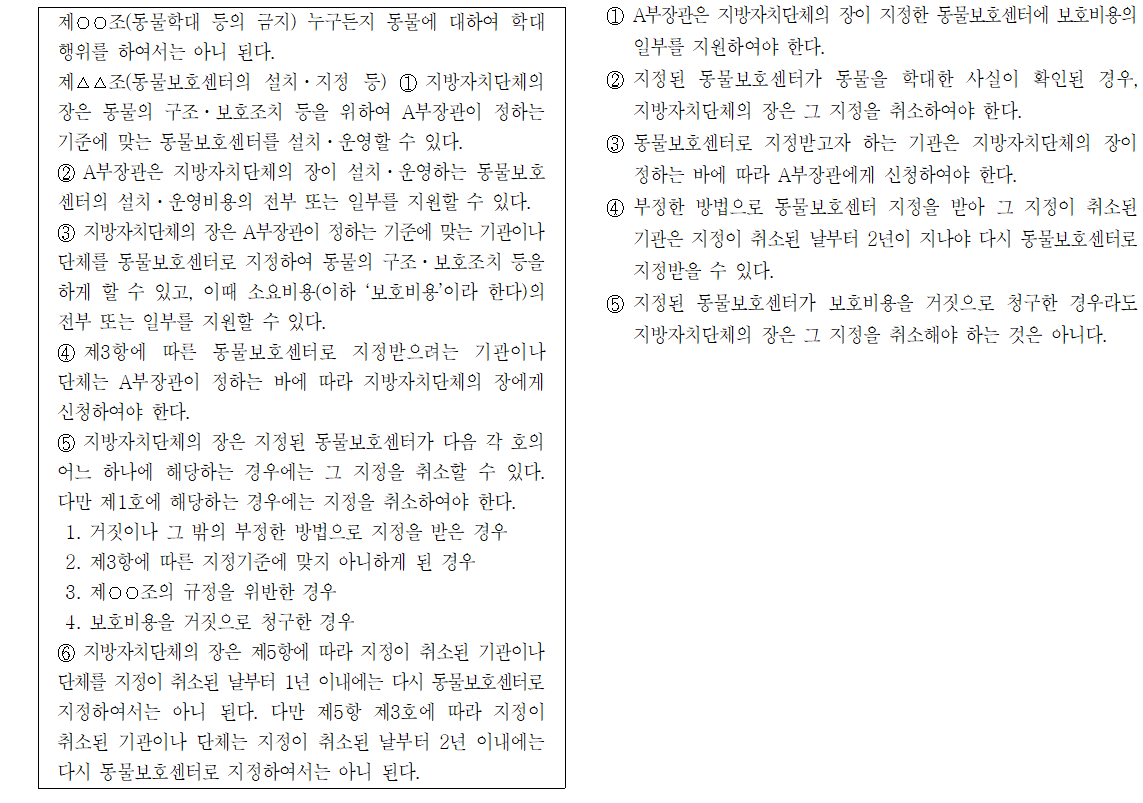 제○○조(동물학대 등의 금지) 누구든지 동물에 대하여 학대
행위를 하여서는 아니 된다.
제△△조(동물보호센터의 설치·지정 등) ① 지방자치단체의
장은 동물의 구조·보호조치 등을 위하여 A부장관이 정하는
기준에 맞는 동물보호센터를 설치·운영할 수 있다.
② A부장관은 지방자치단체의 장이 설치·운영하는 동물보호
센터의 설치·운영비용의 전부 또는 일부를 지원할 수 있다.
③ 지방자치단체의 장은 A부장관이 정하는 기준에 맞는 기관이나
단체를 동물보호센터로 지정하여 동물의 구조·보호조치 등을
하게 할 수 있고, 이때 소요비용(이하 ‘보호비용’이라 한다)의
전부 또는 일부를 지원할 수 있다.
④ 제3항에 따른 동물보호센터로 지정받으려는 기관이나
단체는 A부장관이 정하는 바에 따라 지방자치단체의 장에게
신청하여야 한다.
⑤ 지방자치단체의 장은 지정된 동물보호센터가 다음 각 호의
어느 하나에 해당하는 경우에는 그 지정을 취소할 수 있다.
다만 제1호에 해당하는 경우에는 지정을 취소하여야 한다.
1. 거짓이나 그 밖의 부정한 방법으로 지정을 받은 경우
2. 제3항에 따른 지정기준에 맞지 아니하게 된 경우
3. 제○○조의 규정을 위반한 경우
4. 보호비용을 거짓으로 청구한 경우
⑥ 지방자치단체의 장은 제5항에 따라 지정이 취소된 기관이나
단체를 지정이 취소된 날부터 1년 이내에는 다시 동물보호센터로
지정하여서는 아니 된다. 다만 제5항 제3호에 따라 지정이
취소된 기관이나 단체는 지정이 취소된 날부터 2년 이내에는
다시 동물보호센터로 지정하여서는 아니 된다.
① A부장관은 지방자치단체의 장이 지정한 동물보호센터에 보호비용의
일부를 지원하여야 한다.
② 지정된 동물보호센터가 동물을 학대한 사실이 확인된 경우,
지방자치단체의 장은 그 지정을 취소하여야 한다.
③ 동물보호센터로 지정받고자 하는 기관은 지방자치단체의 장이
정하는 바에 따라 A부장관에게 신청하여야 한다.
④ 부정한 방법으로 동물보호센터 지정을 받아 그 지정이 취소된
기관은 지정이 취소된 날부터 2년이 지나야 다시 동물보호센터로
지정받을 수 있다.
⑤ 지정된 동물보호센터가 보호비용을 거짓으로 청구한 경우라도
지방자치단체의 장은 그 지정을 취소해야 하는 것은 아니다.